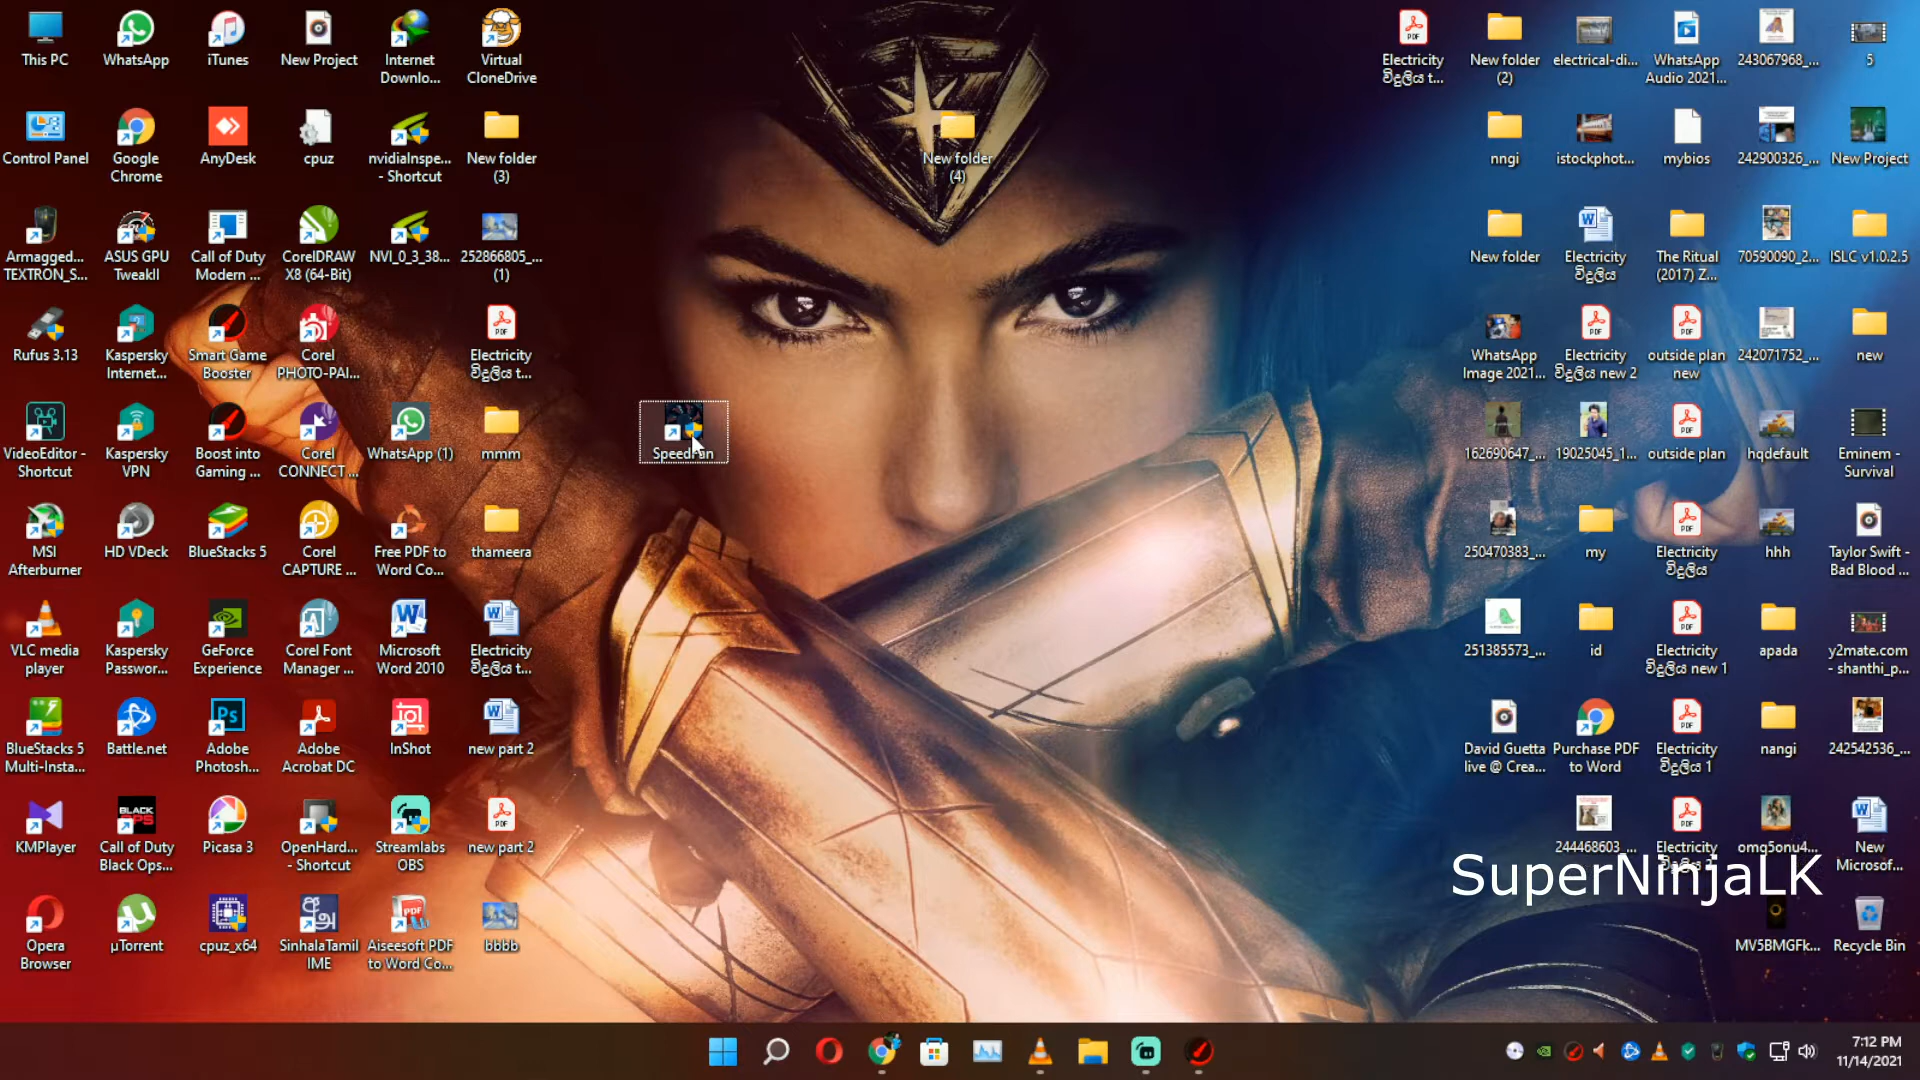 This PC
WhatsApp
iTunes
New Project
Internet
Downlo...
Virtual
CloneDrive
Control Panel
Google
Chrome
AnyDesk
cpuz
nvidiaInspe...
- Shortcut
New folder
(3)
New folder
(4)
Armagged...
TEXTRON_S...
ASUS GPU
TweakII
Call of Duty
Modern ...
CorelDRAW
X8 (64-Bit)
NVI_0_3_38...
252866805_...
(1)
Rufus 3.13
Kaspersky
Internet...
Smart Game
Booster
Corel
PHOTO-PAI...
Electricity
විදුලිය t...
VideoEditor -
Shortcut
Kaspersky
VPN
Boost into
Gaming ...
Corel
CONNECT ...
WhatsApp (1)
mmm
SpeedFan
MSI
Afterburner
HD VDeck
BlueStacks 5
Corel
CAPTURE ...
Free PDF to
Word Co...
thameera
VLC media
player
Kaspersky
Passwor...
GeForce
Experience
Corel Font
Manager ...
Microsoft
Word 2010
Electricity
විදුලිය t...
BlueStacks 5
Multi-Insta...
Battle.net
Adobe
Photosh...
Adobe
Acrobat DC
InShot
new part 2
KMPlayer
BLACK
OPS
Call of Duty
Black Ops...
Picasa 3
OpenHard...
- Shortcut
Streamlabs
OBS
new part 2
Opera
Browser
µTorrent
cpuz_x64
SinhalaTamil
IME
Aiseesoft PDF
to Word Co...
bbbb
Electricity
විදුලිය t...
New folder
(2)
electrical-di...
WhatsApp
Audio 2021...
243067968_...
5
nngi
istockphot...
mybios
242900326_...
New Project
New folder
Electricity
විදුලිය
The Ritual
(2017) Z...
70590090_2...
ISLC v1.0.2.5
WhatsApp
Image 2021...
Electricity
විදුලිය new 2
outside plan
new
242071752_...
new
162690647_...
19025045_1...
outside plan
hqdefault
Eminem -
Survival
250470383_...
my
Electricity
විදුලිය
hhh
Taylor Swift -
Bad Blood ...
251385573_...
id
Electricity
විදුලිය new 1
apada
y2mate.com
- shanthi_p...
David Guetta
live @ Crea...
Purchase PDF
to Word
Electricity
විදුලිය 1
nangi
242542536_...
244468603_...
Electricity
omg5onu4...
New
Microsof...
SuperNinjaLK
MV5BMGFk...
Recycle Bin
7:12 PM
11/14/2021